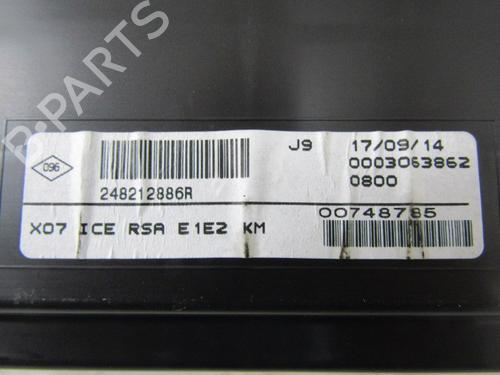 B-PARTS
096
248212886R
J9 17/09/14
0003063862
0800
00748785
X07 ICE RSA E1E2 KM